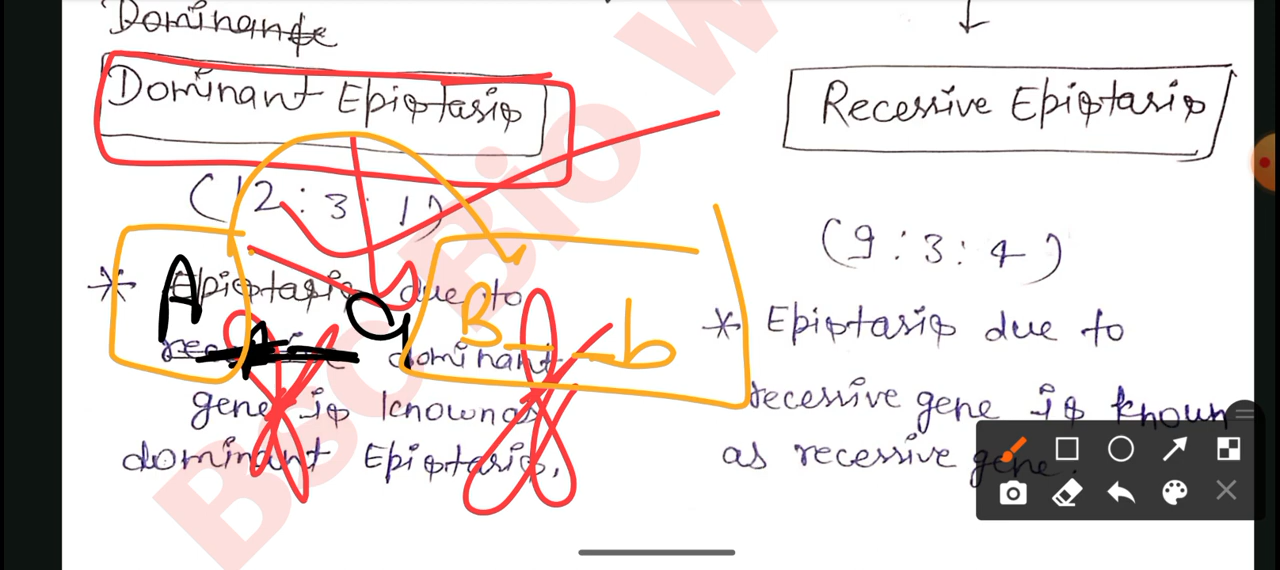 Dominance
Dominant Epistasis
Recessive Epistasis
(12:3:1)
(9:3:4)
* Epistasis due to
dominant
gene is known as
dominant Epistasis.
* Epistasis due to
recessive gene is known
as recessive gene.
A a B b
BoBio W